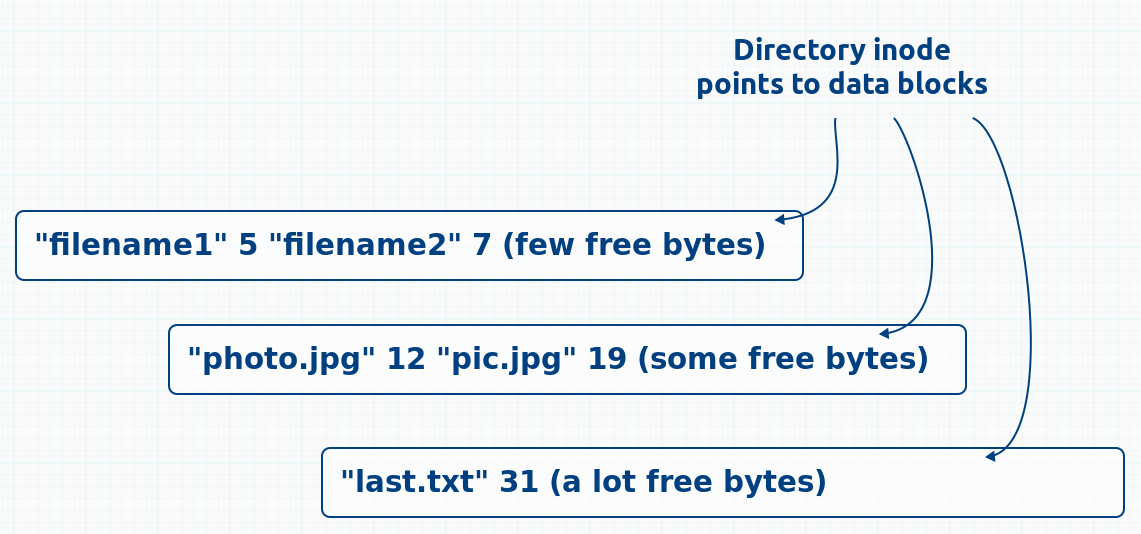 Directory inode
points to data blocks
"filename1" 5 "filename2" 7 (few free bytes)
"photo.jpg" 12 "pic.jpg" 19 (some free bytes)
"last.txt" 31 (a lot free bytes)